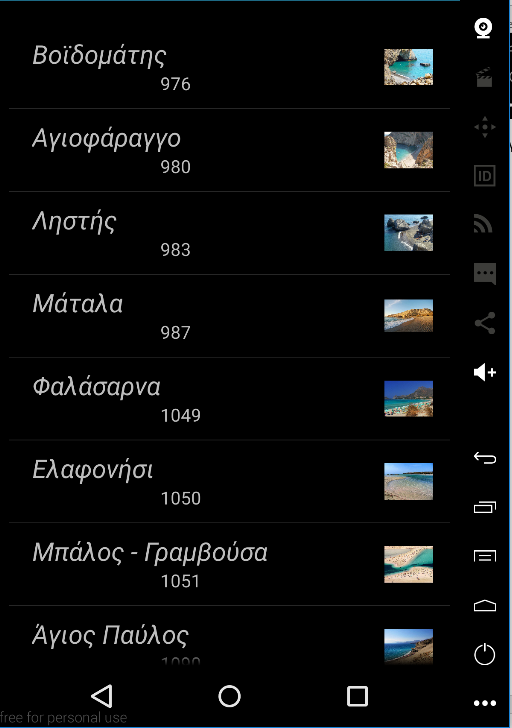 Βοϊδομάτης
976
Αγιοφάραγγο
980
Ληστής
983
Μάταλα
987
Φαλάσαρνα
1049
Ελαφονήσι
1050
Μπάλος - Γραμβούσα
1051
Άγιος Παύλος
ID
free for personal use